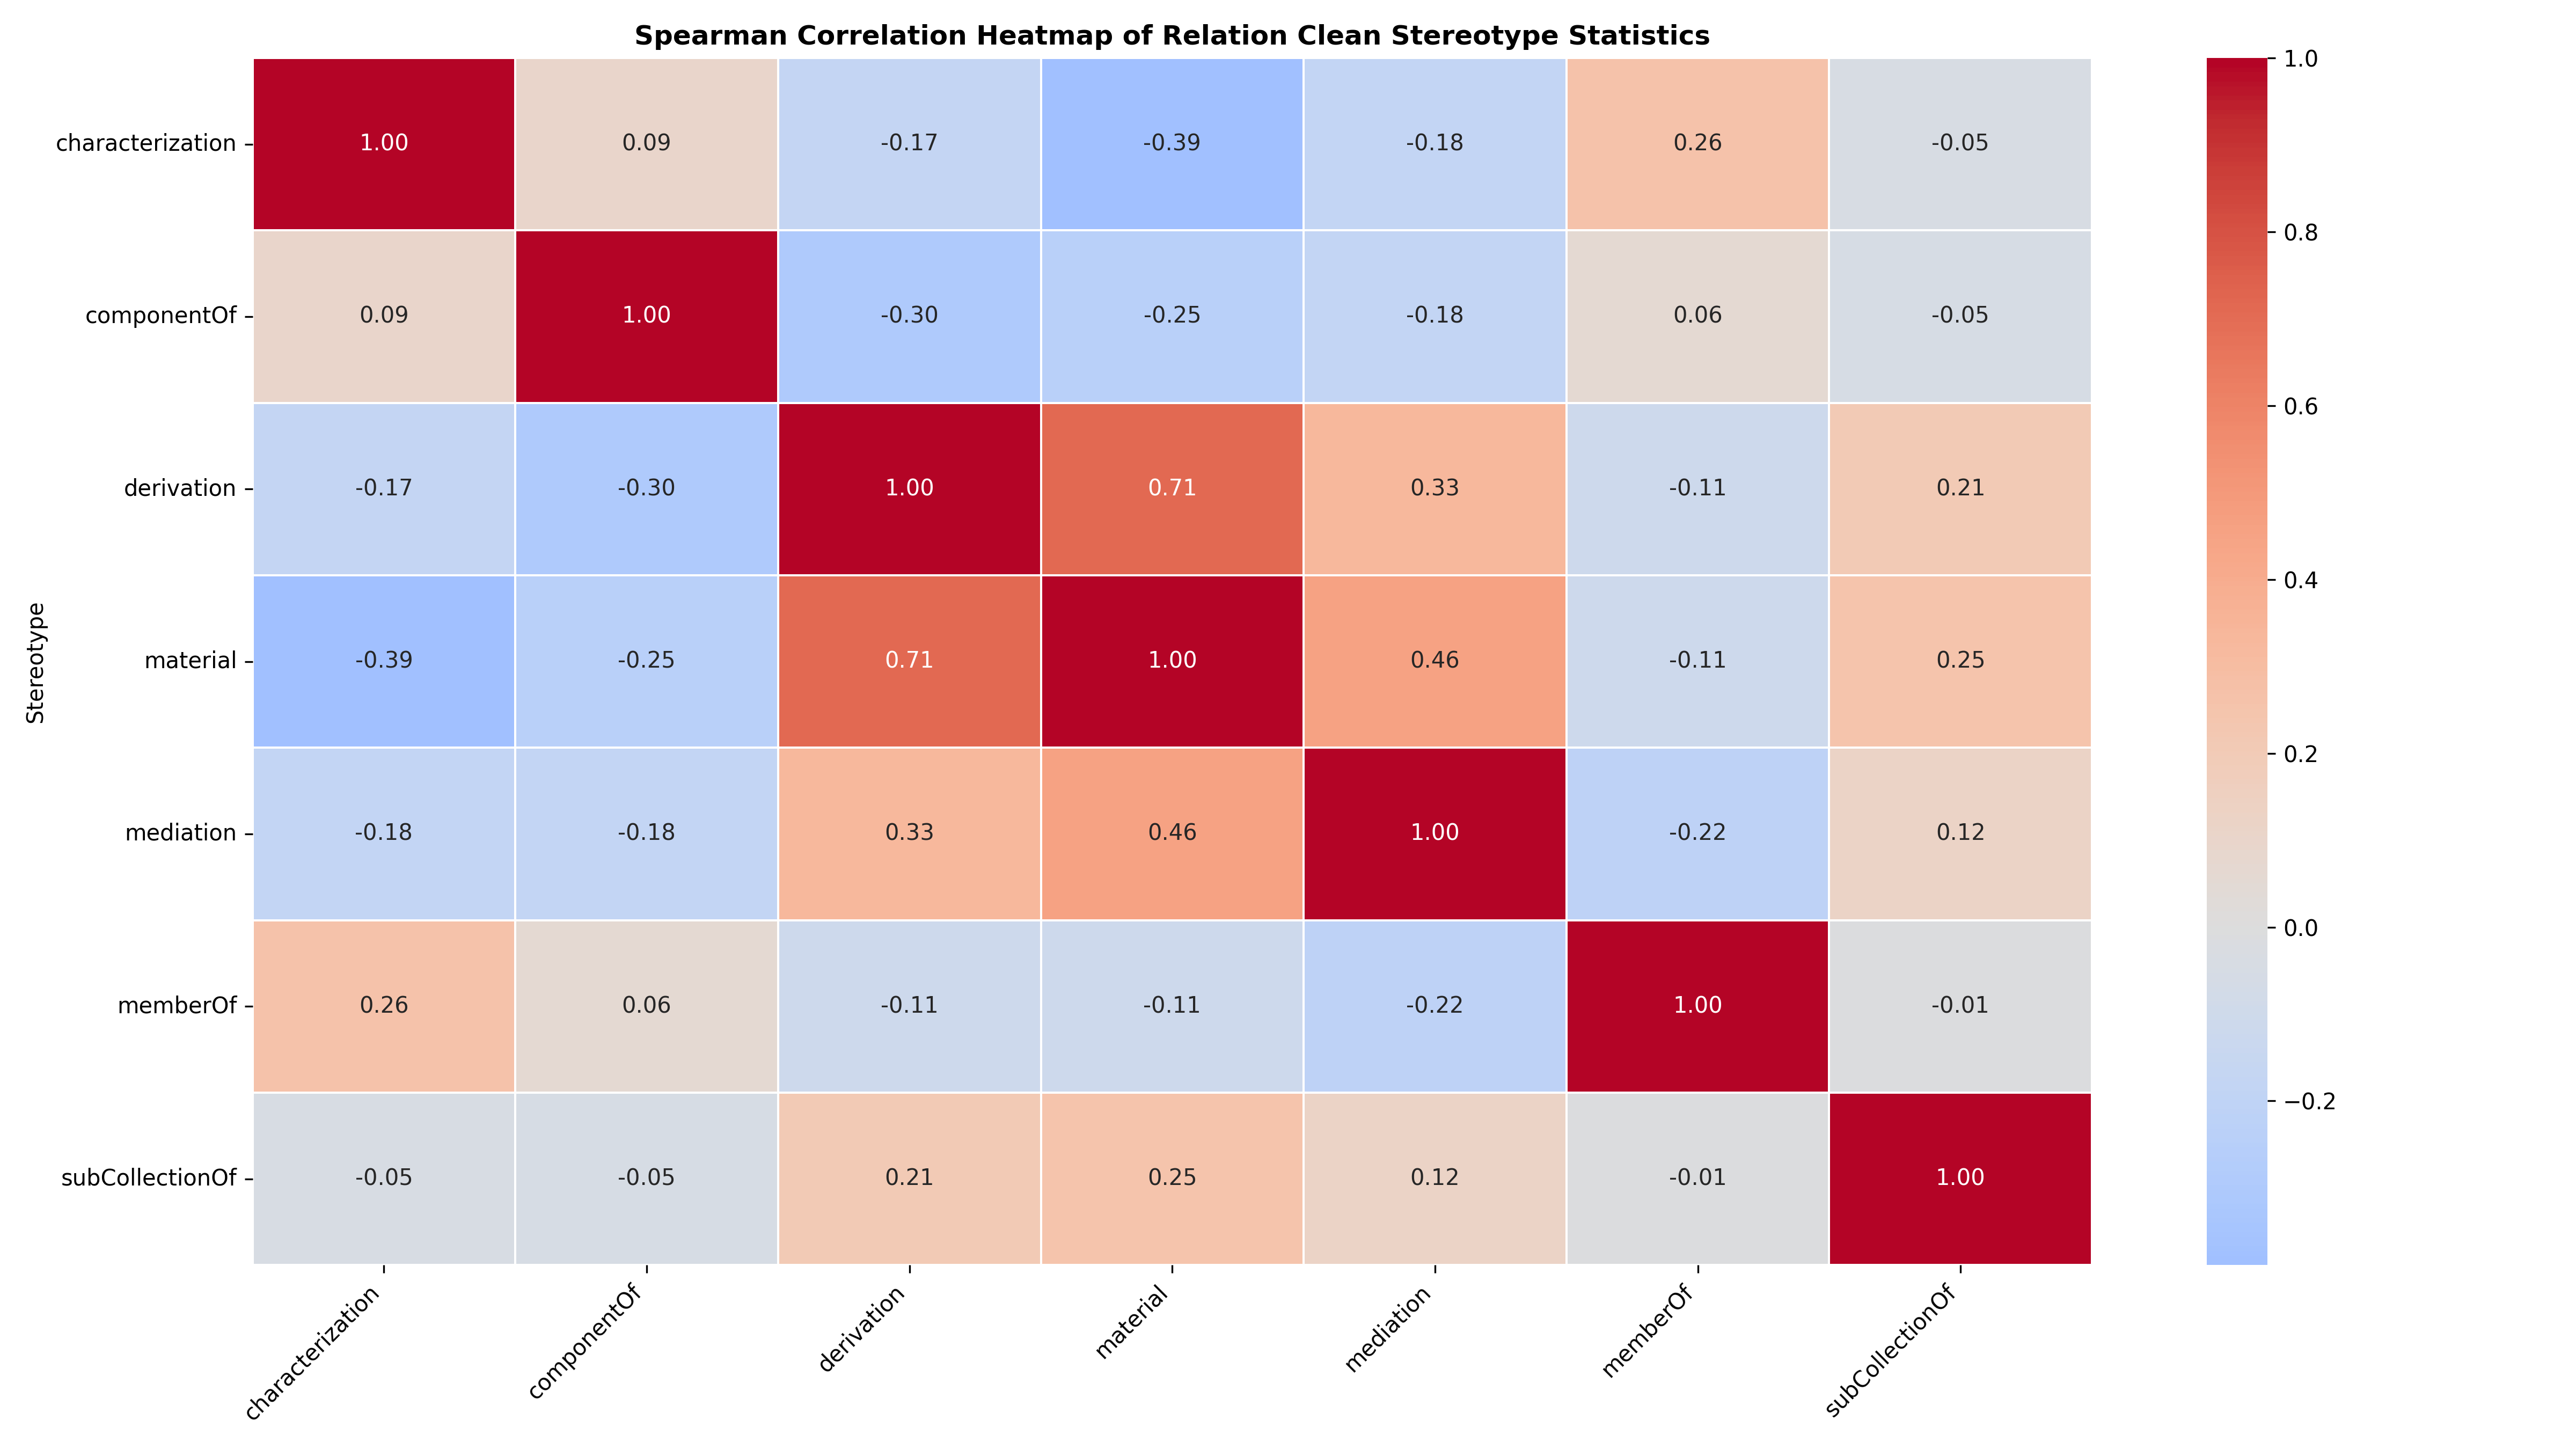 Spearman Correlation Heatmap of Relation Clean Stereotype Statistics
Stereotype
characterization 1.00 0.09 -0.17 -0.39 -0.18 0.26 -0.05
componentOf 0.09 1.00 -0.30 -0.25 -0.18 0.06 -0.05
derivation -0.17 -0.30 1.00 0.71 0.33 -0.11 0.21
material -0.39 -0.25 0.71 1.00 0.46 -0.11 0.25
mediation -0.18 -0.18 0.33 0.46 1.00 -0.22 0.12
memberOf 0.26 0.06 -0.11 -0.11 -0.22 1.00 -0.01
subCollectionOf -0.05 -0.05 0.21 0.25 0.12 -0.01 1.00
characterization componentOf derivation material mediation memberOf subCollectionOf
1.0
0.8
0.6
0.4
0.2
0.0
−0.2